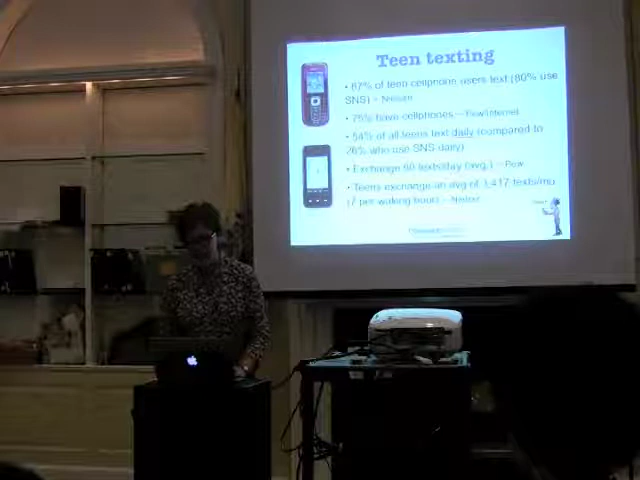 Teen texting
• 87% of teen cellphone users text (80% use
SNS) – Nielsen
• 75% have cellphones – Pew/Internet
• 54% of all teens text daily (compared to
26% who use SNS daily)
• Exchange 50 texts/day (avg.) – Pew
• Teens exchange an avg of 3,417 texts/mo
(7 per waking hour) – Nielsen